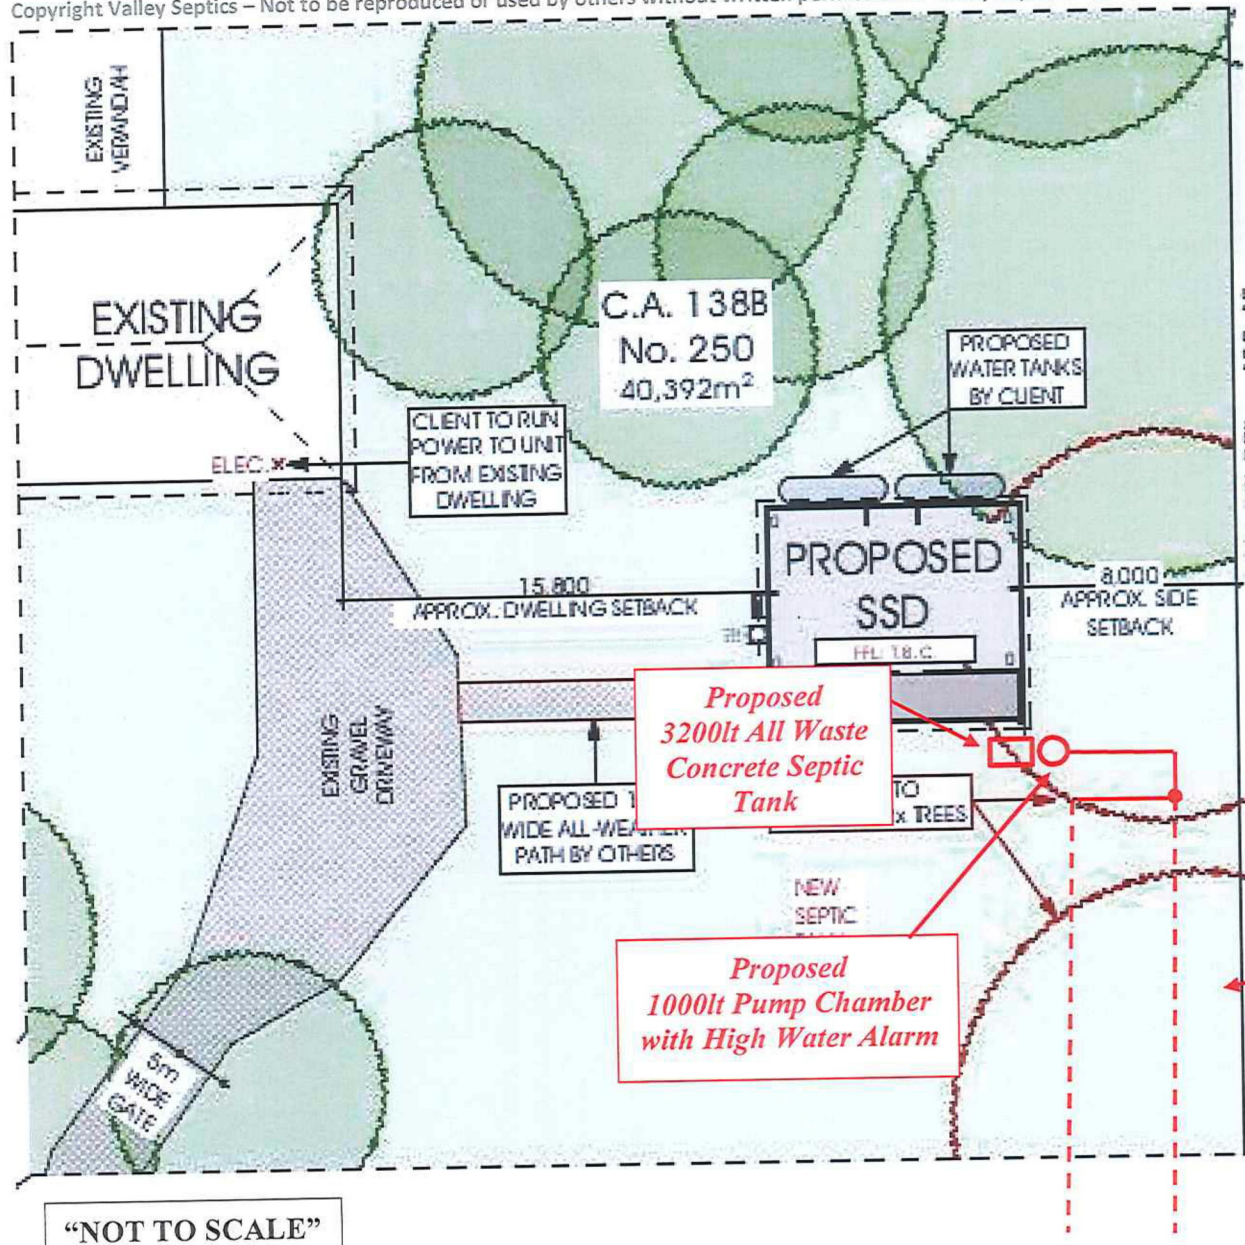 Copyright Valley Septics – Not to be reproduced or used by others without written
EXISTING
VERANDAH
EXISTING
DWELLING
C.A. 138B
No. 250
40,392m²
PROPOSED
WATER TANKS
BY CLIENT
CLIENT TO RUN
POWER TO UNIT
FROM EXISTING
DWELLING
ELEC.
PROPOSED
SSD
15.800
APPROX.: DWELLING SETBACK
8.000
APPROX. SIDE
SETBACK
Proposed
3200lt All Waste
Concrete Septic
Tank
EXISTING
GRAVEL
DRIVEWAY
PROPOSED
WIDE ALL-WEATHER
PATH BY OTHERS
TO
x TREES
NEW
SEPTIC
Proposed
1000lt Pump Chamber
with High Water Alarm
5m
WIDE
GATE
“NOT TO SCALE”